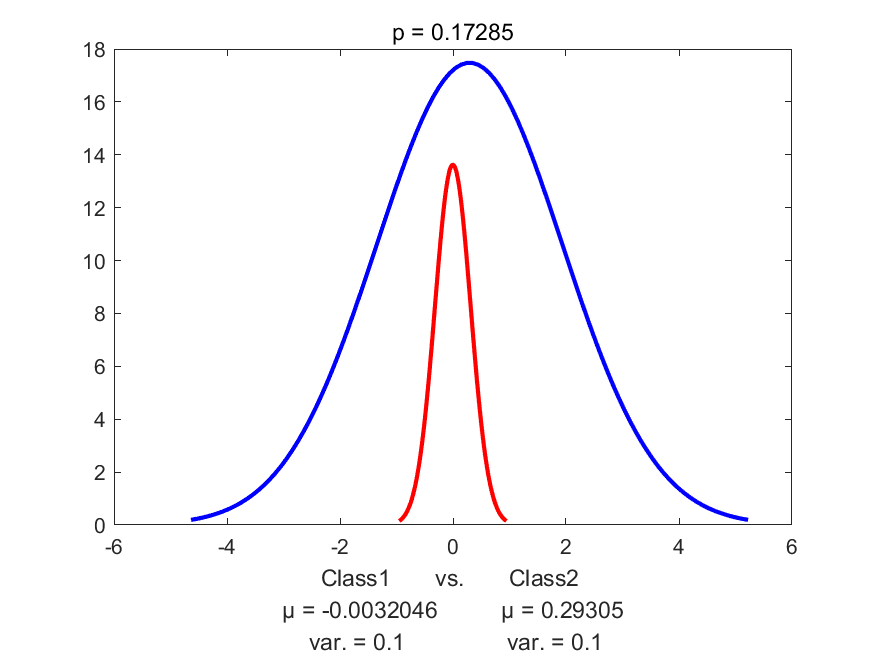 p = 0.17285
18
16
14
12
10
8
6
4
2
0
-6 -4 -2 0 2 4 6
Class1 vs. Class2
μ = -0.0032046 μ = 0.29305
var. = 0.1 var. = 0.1